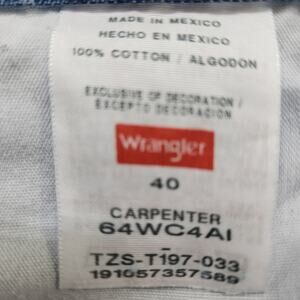 MADE IN MEXICO
HECHO EN MEXICO
100% COTTON / ALGODON
EXCLUSIVE OF DECORATION /
EXCEPTO DECORACION
Wrangler
40
CARPENTER
64WC4AI
TZS-T197-033
191057357589